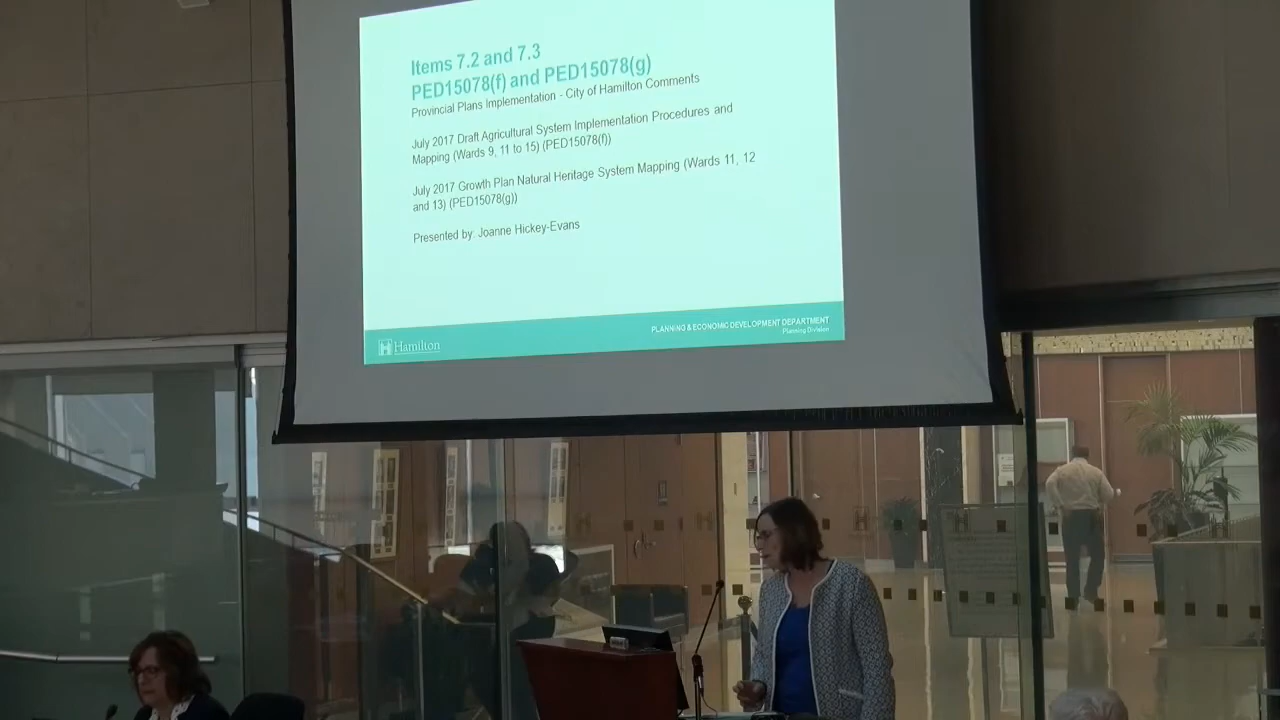 Items 7.2 and 7.3
PED15078(f) and PED15078(g)
Provincial Plans Implementation - City of Hamilton Comments
July 2017 Draft Agricultural System Implementation Procedures and
Mapping (Wards 9, 11 to 15) (PED15078(f))
July 2017 Growth Plan Natural Heritage System Mapping (Wards 11, 12
and 13) (PED15078(g))
Presented by: Joanne Hickey-Evans
Hamilton
PLANNING & ECONOMIC DEVELOPMENT DEPARTMENT
Planning Division